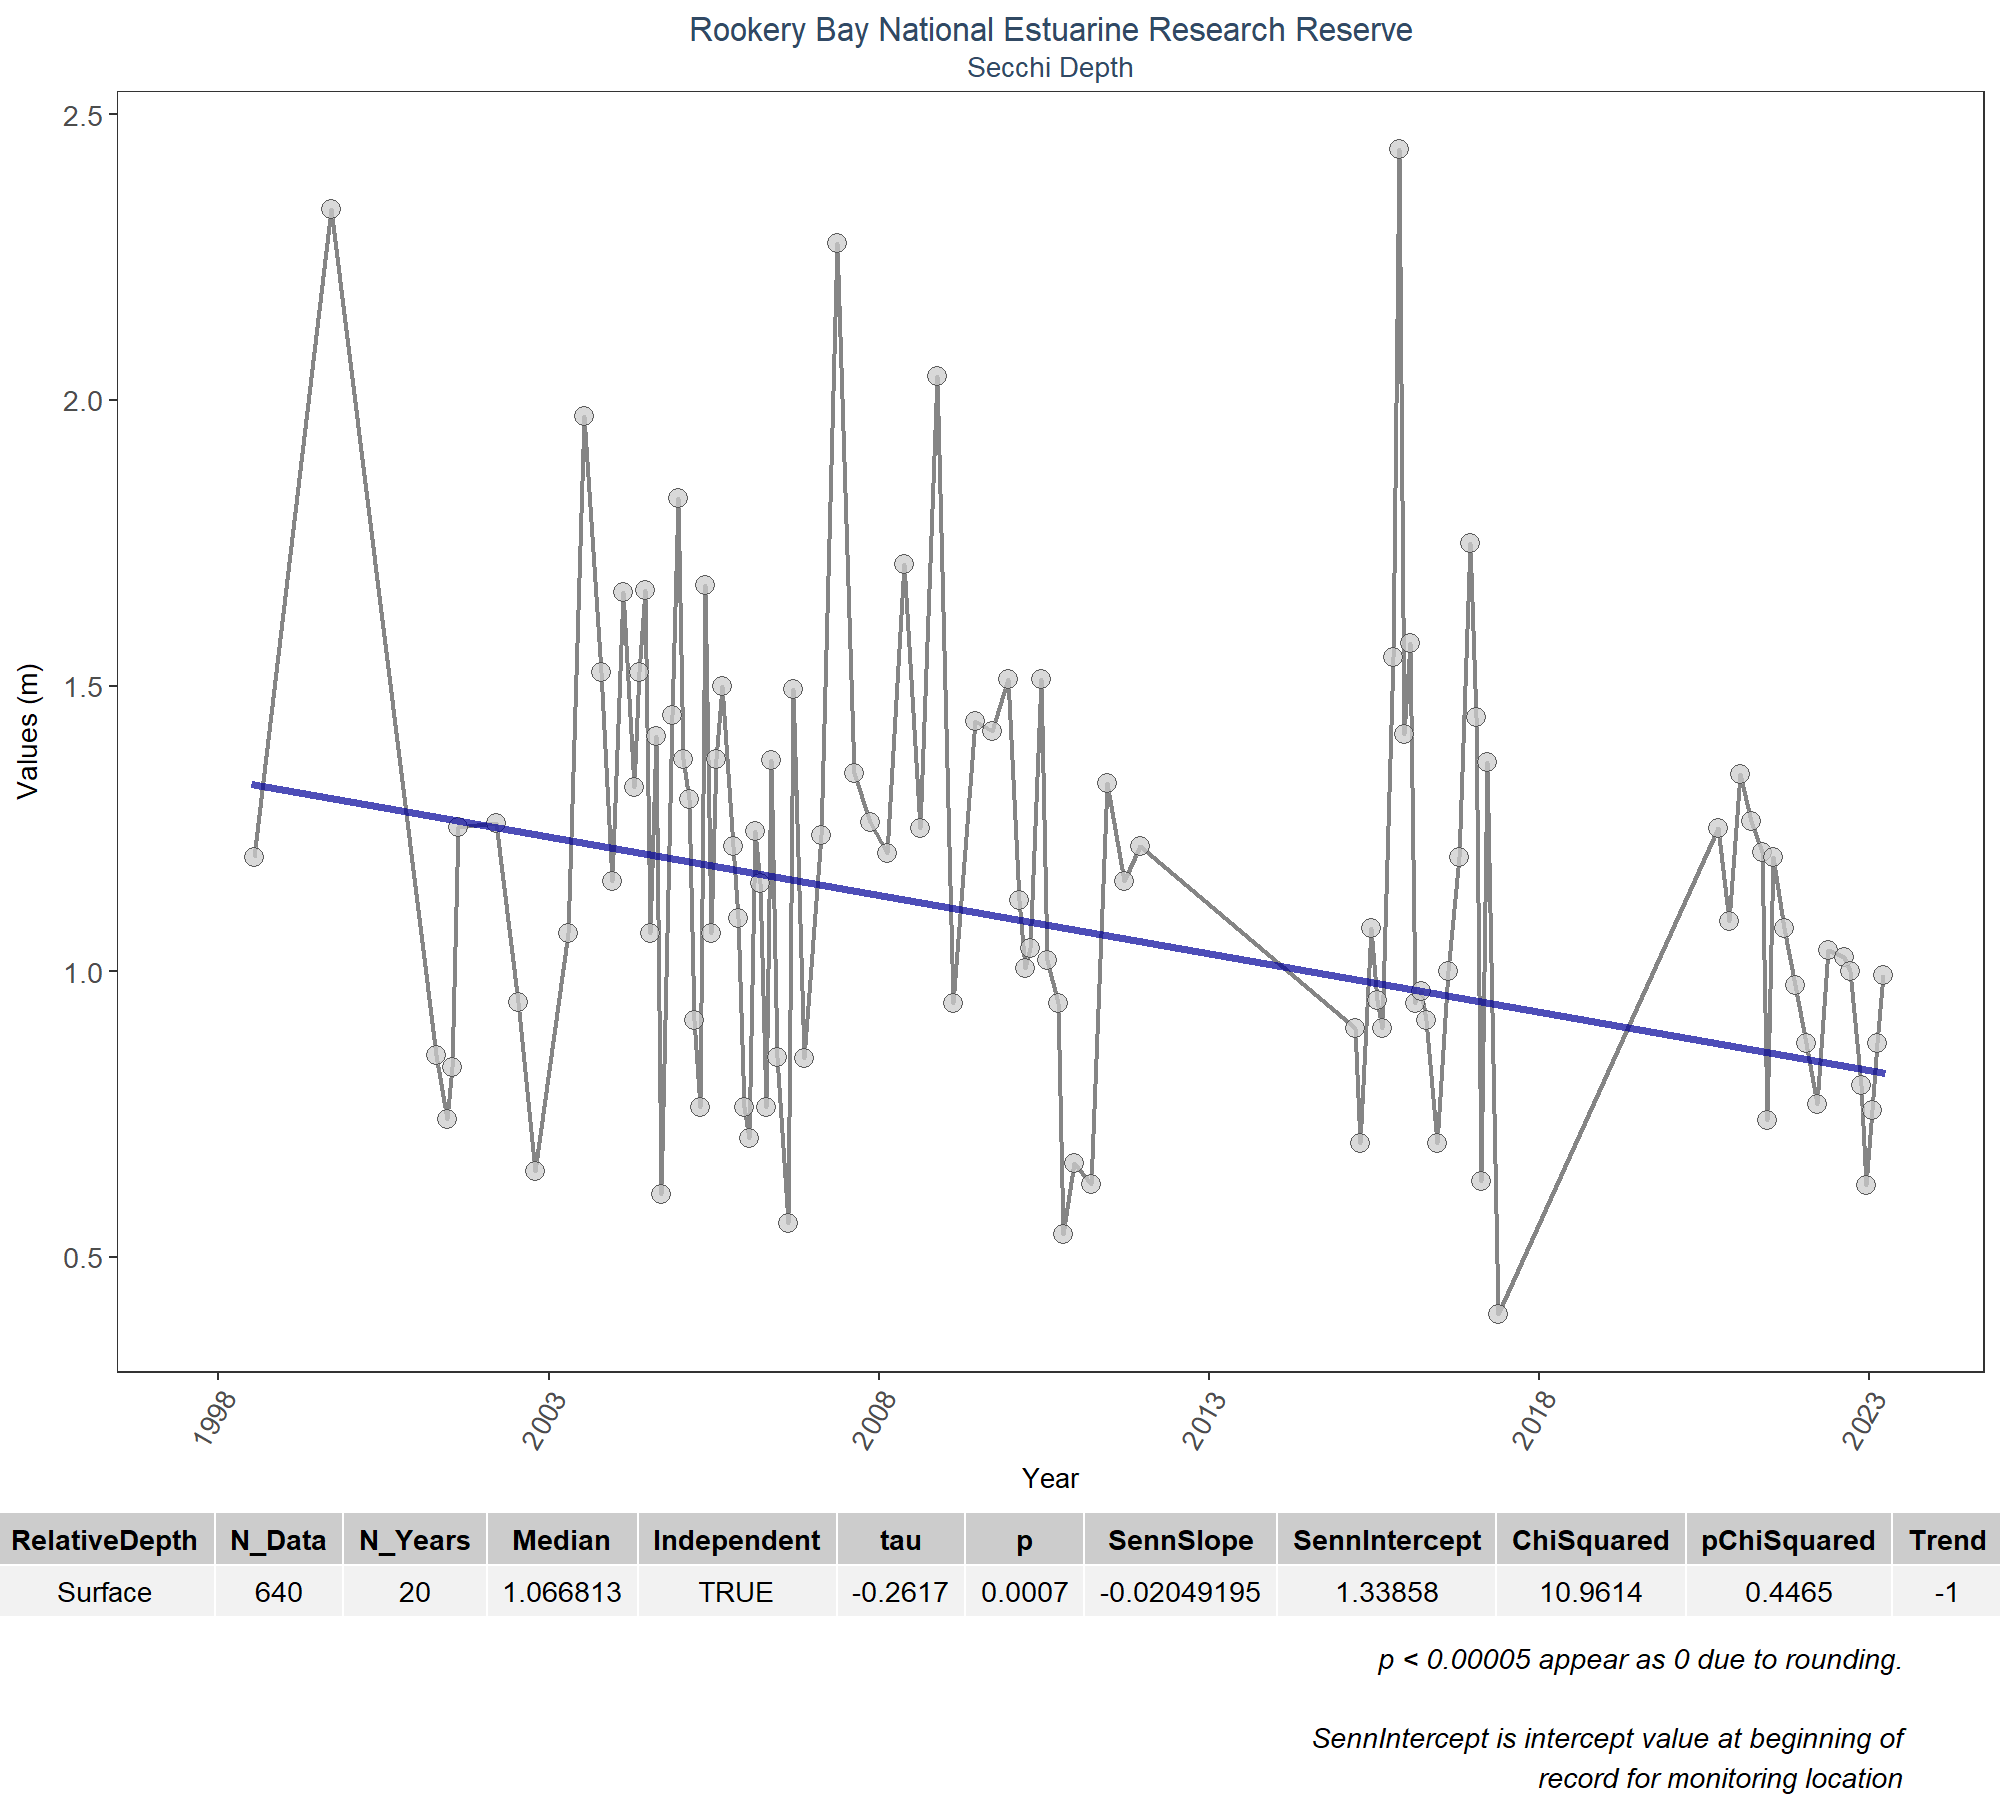 Rookery Bay National Estuarine Research Reserve
Secchi Depth
2.5
2.0
1.5
1.0
0.5
Values (m)
1998
2003
2008
2013
2018
2023
Year
RelativeDepth N_Data N_Years Median Independent tau p SennSlope SennIntercept ChiSquared pChiSquared Trend
Surface 640 20 1.066813 TRUE -0.2617 0.0007 -0.02049195 1.33858 10.9614 0.4465 -1
p < 0.00005 appear as 0 due to rounding.
SennIntercept is intercept value at beginning of
record for monitoring location